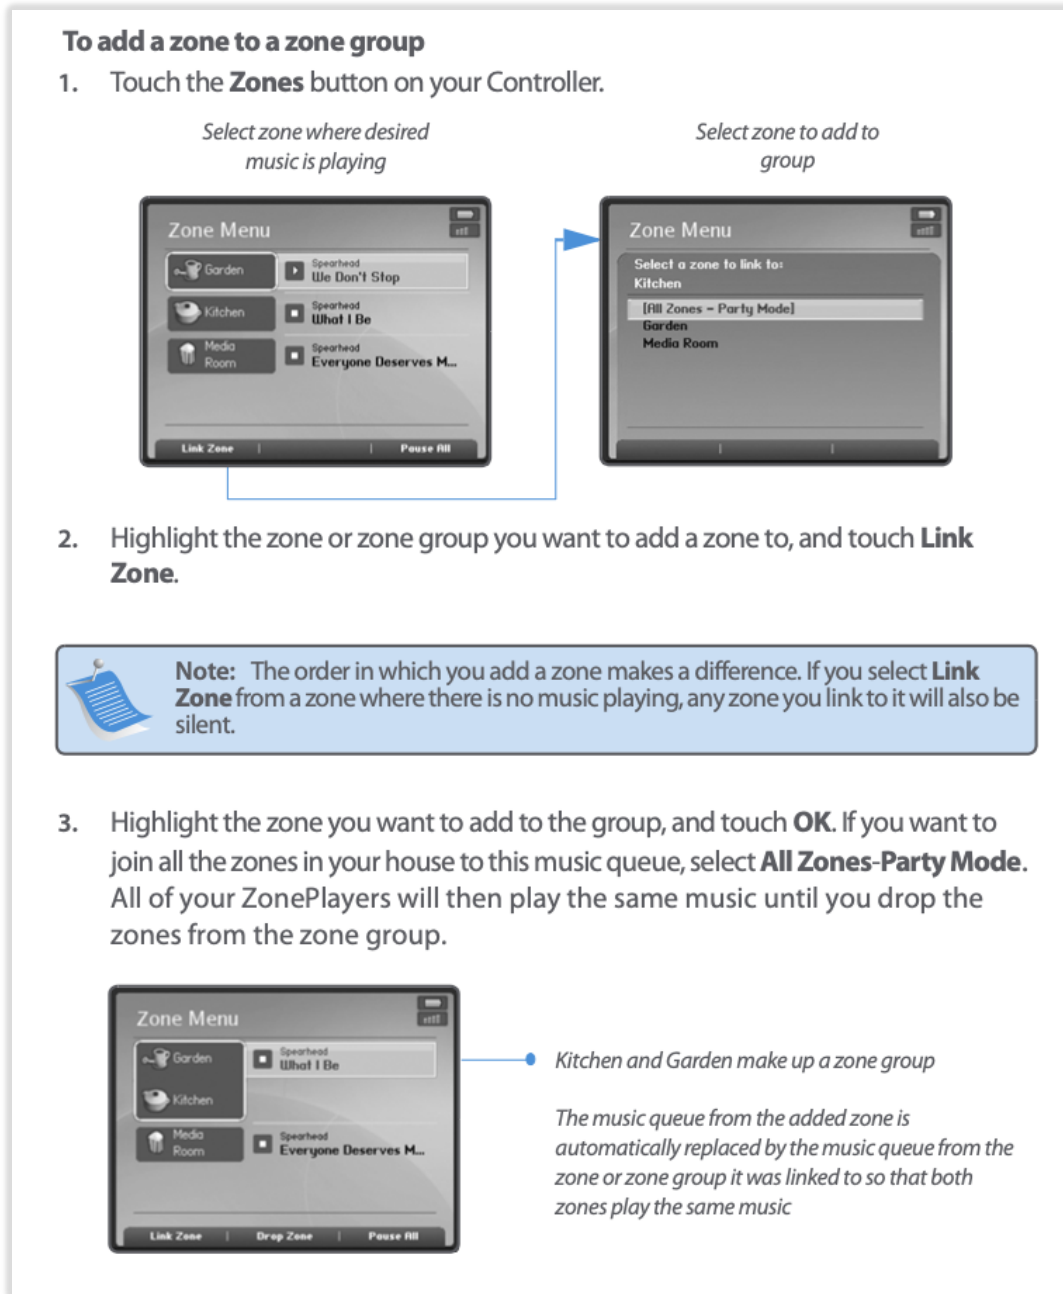 To add a zone to a zone group
1. Touch the Zones button on your Controller.
Select zone where desired
music is playing
Select zone to add to
group
Zone Menu
Garden
Spearhead
We Don't Stop
Kitchen
Spearhead
What I Be
Media
Room
Spearhead
Everyone Deserves M...
Link Zone | | Pause All
Zone Menu
Select a zone to link to:
Kitchen
[All Zones - Party Mode]
Garden
Media Room
2. Highlight the zone or zone group you want to add a zone to, and touch Link
Zone.
Note: The order in which you add a zone makes a difference. If you select Link
Zone from a zone where there is no music playing, any zone you link to it will also be
silent.
3. Highlight the zone you want to add to the group, and touch OK. If you want to
join all the zones in your house to this music queue, select All Zones-Party Mode.
All of your ZonePlayers will then play the same music until you drop the
zones from the zone group.
Zone Menu
Garden
Spearhead
What I Be
Kitchen
Media
Room
Spearhead
Everyone Deserves M...
Link Zone | Drop Zone | Pause All
Kitchen and Garden make up a zone group
The music queue from the added zone is
automatically replaced by the music queue from the
zone or zone group it was linked to so that both
zones play the same music